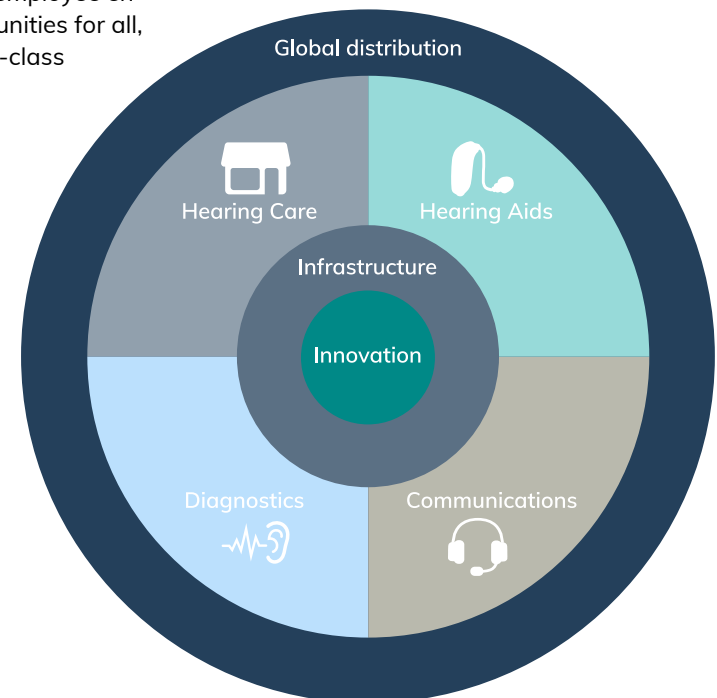 unities for all,
-class
Global distribution
Hearing Care
Hearing Aids
Infrastructure
Innovation
Diagnostics
Communications